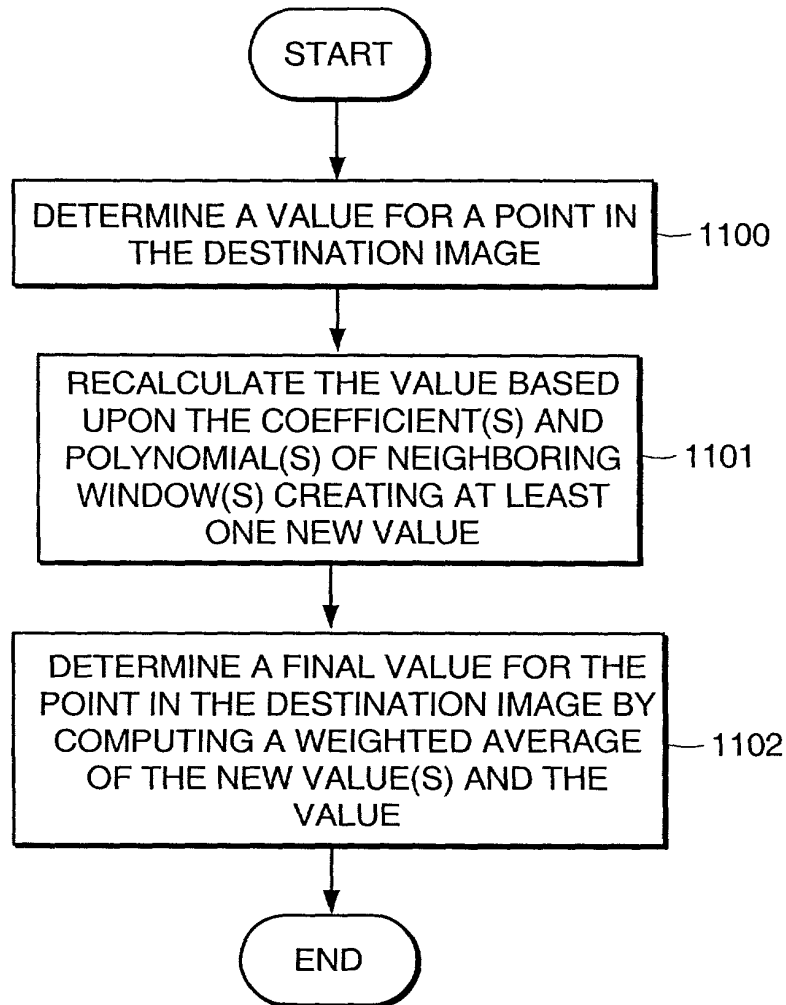 START
DETERMINE A VALUE FOR A POINT IN
THE DESTINATION IMAGE
1100
RECALCULATE THE VALUE BASED
UPON THE COEFFICIENT(S) AND
POLYNOMIAL(S) OF NEIGHBORING
WINDOW(S) CREATING AT LEAST
ONE NEW VALUE
1101
DETERMINE A FINAL VALUE FOR THE
POINT IN THE DESTINATION IMAGE BY
COMPUTING A WEIGHTED AVERAGE
OF THE NEW VALUE(S) AND THE
VALUE
1102
END